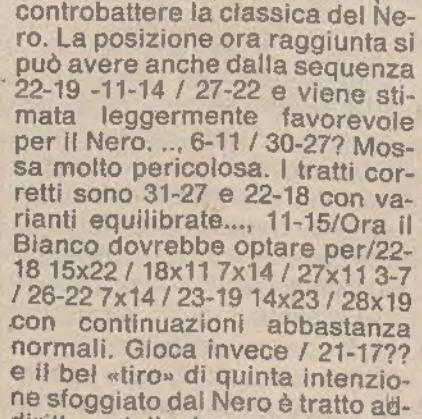 controbattere la classica del Ne-
ro. La posizione ora raggiunta si
può avere anche dalla sequenza
22-19 -11-14 / 27-22 e viene sti-
mata leggermente favorevole
per il Nero. .., 6-11 / 30-27? Mos-
sa molto pericolosa. I tratti cor-
retti sono 31-27 e 22-18 con va-
rianti equilibrate..., 11-15/Ora il
Bianco dovrebbe optare per/22-
18 15x22 / 18x11 7x14 / 27x11 3-7
/ 26-22 7x14 / 23-19 14x23 / 28x19
con continuazioni abbastanza
normali. Gioca invece / 21-17??
e il bel «tiro» di quinta intenzio-
ne sfoggiato dal Nero è tratto ad-